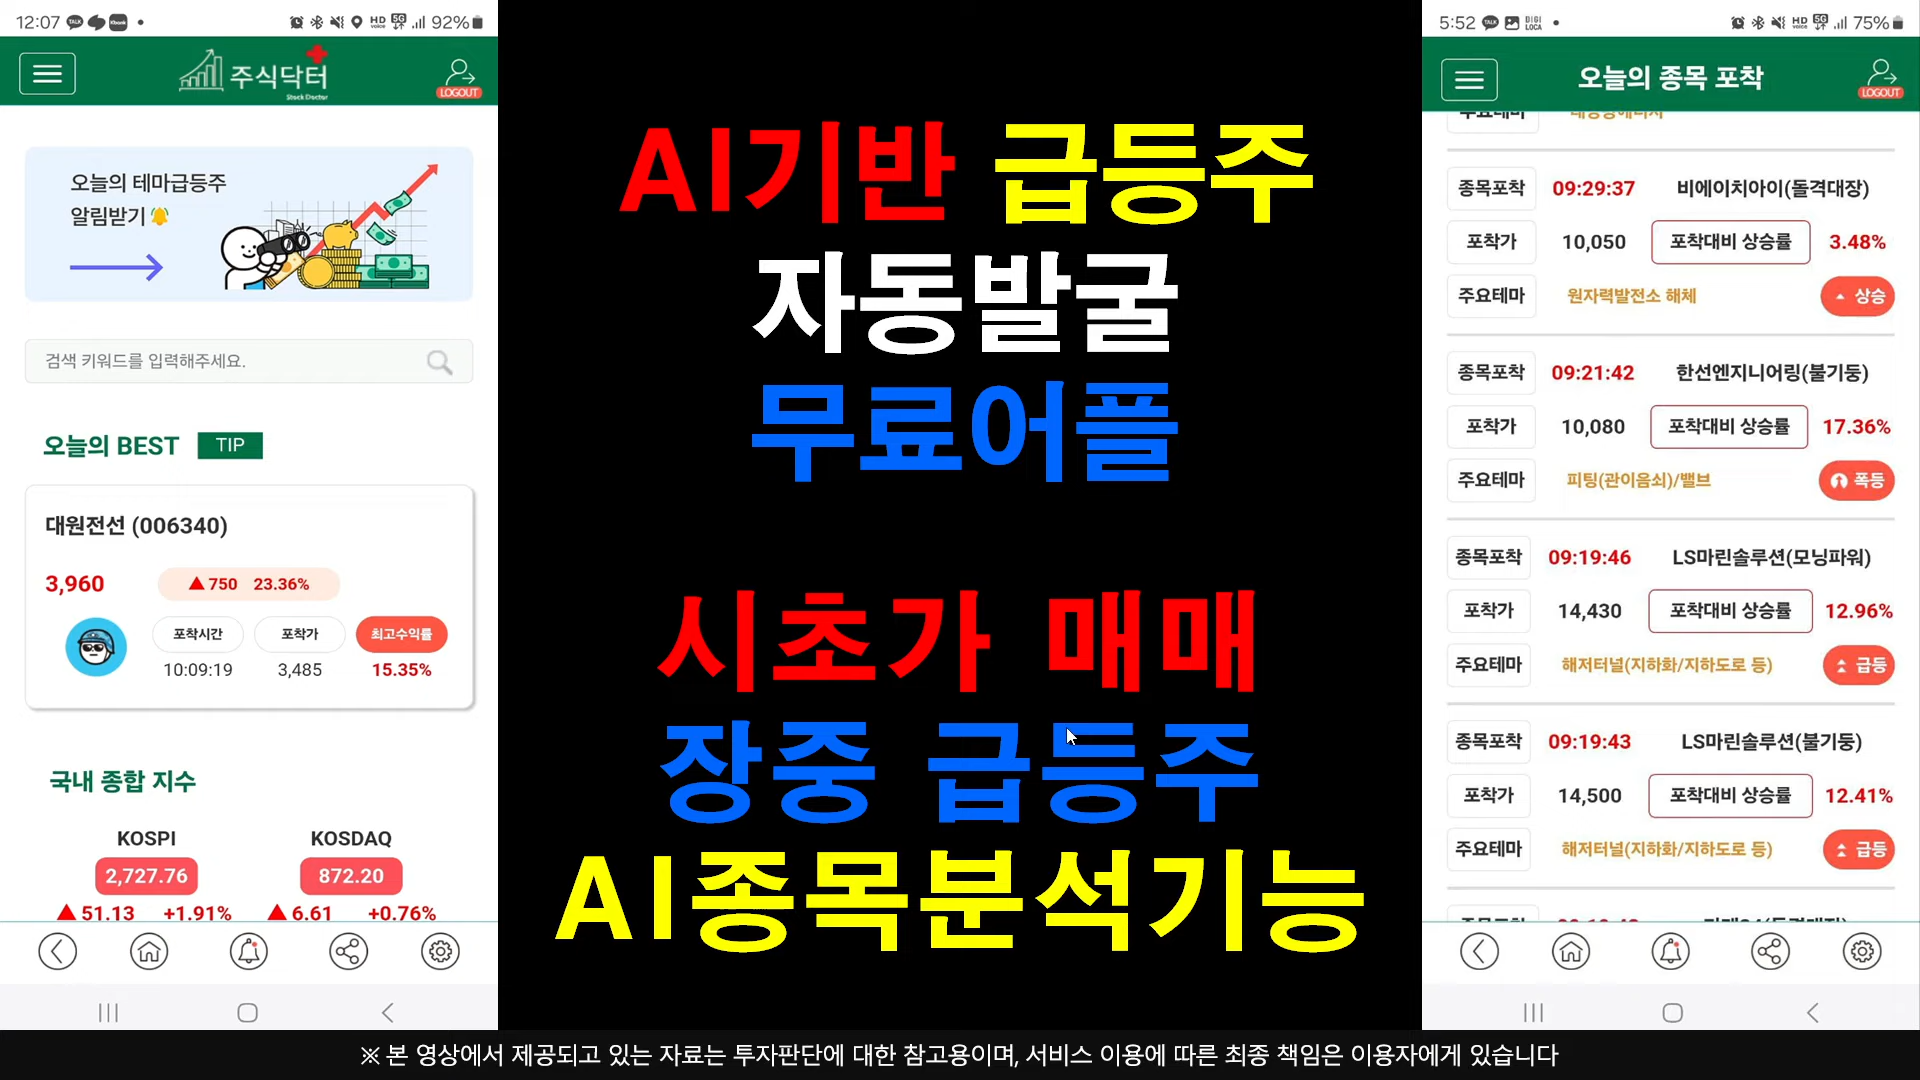 12:07
HD voice
5G
92%
주식닥터
Stock Doctor
LOGOUT
오늘의 테마급등주
알림받기
검색 키워드를 입력해주세요.
오늘의 BEST TIP
대원전선 (006340)
3,960 ▲ 750 23.36%
포착시간 포착가 최고수익률
10:09:19 3,485 15.35%
국내 종합 지수
KOSPI KOSDAQ
2,727.76 872.20
▲ 51.13 +1.91% ▲ 6.61 +0.76%
AI기반 급등주
자동발굴
무료어플
시초가 매매
장중 급등주
AI종목분석기능
5:52
TALK
DIGI LOCA
HD voice
5G
75%
오늘의 종목 포착
LOGOUT
종목포착 09:29:37 비에이치아이(돌격대장)
포착가 10,050 포착대비 상승률 3.48%
주요테마 원자력발전소 해체 상승
종목포착 09:21:42 한선엔지니어링(불기둥)
포착가 10,080 포착대비 상승률 17.36%
주요테마 피팅(관이음쇠)/밸브 폭등
종목포착 09:19:46 LS마린솔루션(모닝파워)
포착가 14,430 포착대비 상승률 12.96%
주요테마 해저터널(지하화/지하도로 등) 급등
종목포착 09:19:43 LS마린솔루션(불기둥)
포착가 14,500 포착대비 상승률 12.41%
주요테마 해저터널(지하화/지하도로 등) 급등
※ 본 영상에서 제공되고 있는 자료는 투자판단에 대한 참고용이며, 서비스 이용에 따른 최종 책임은 이용자에게 있습니다